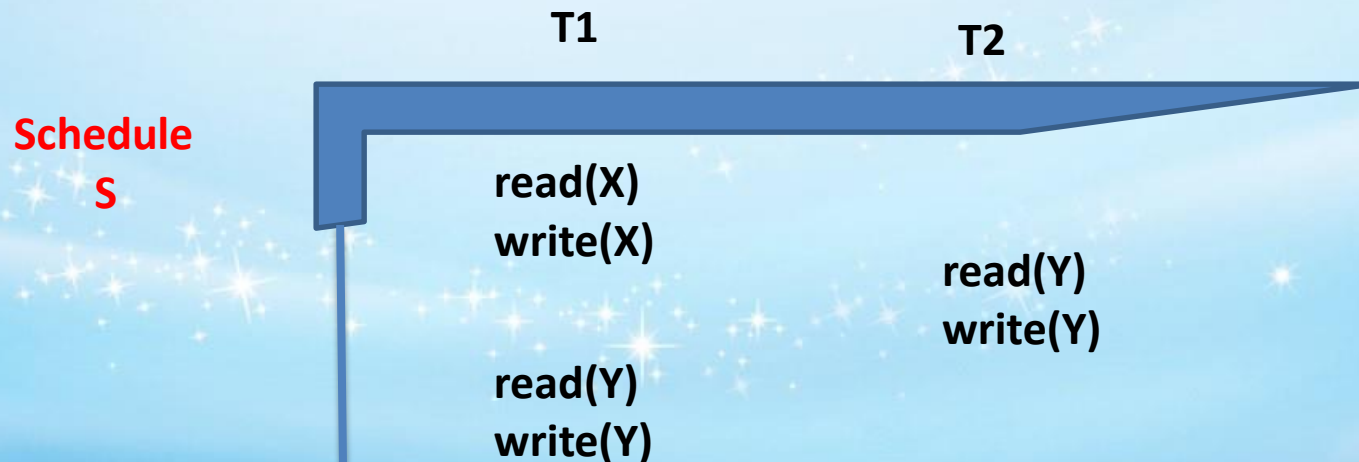 T1
T2
Schedule
S
read(X)
write(X)
read(Y)
write(Y)
read(Y)
write(Y)